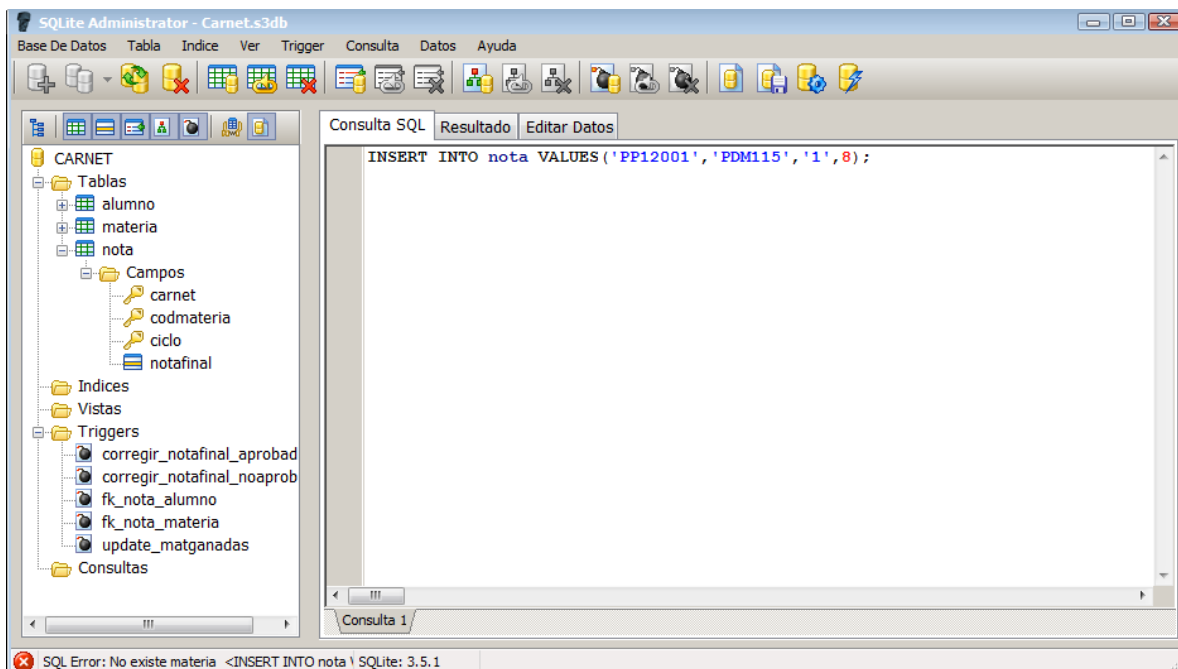 SQLite Administrator - Carnet.s3db
Base De Datos Tabla Indice Ver Trigger Consulta Datos Ayuda
Consulta SQL Resultado Editar Datos
INSERT INTO nota VALUES('PP12001','PDM115','1',8);
CARNET
Tablas
alumno
materia
nota
Campos
carnet
codmateria
ciclo
notafinal
Indices
Vistas
Triggers
corregir_notafinal_aprobad
corregir_notafinal_noaprob
fk_nota_alumno
fk_nota_materia
update_matganadas
Consultas
Consulta 1
SQL Error: No existe materia <INSERT INTO nota \ SQLite: 3.5.1